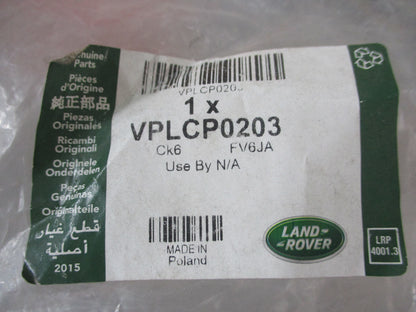 Genuine
Parts
Pièces
d'Origine
純正部品
Piezas
Originales
Ricambi
Originali
Originele
Onderdelen
Peças
Genuínas
Originalteile
قطع غيار
أصلية
2015
VPLCP0203
1 x
VPLCP0203
Ck6 FV6JA
Use By N/A
MADE IN
Poland
LAND-
-ROVER
LRP
4001.3